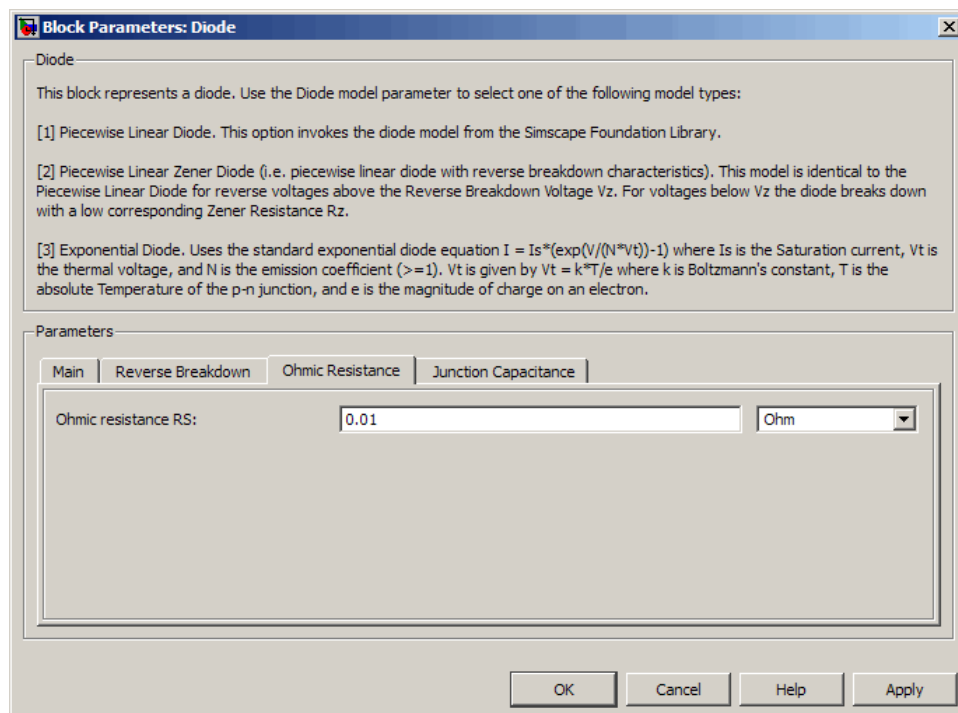 Block Parameters: Diode
Diode
This block represents a diode. Use the Diode model parameter to select one of the following model types:
[1] Piecewise Linear Diode. This option invokes the diode model from the Simscape Foundation Library.
[2] Piecewise Linear Zener Diode (i.e. piecewise linear diode with reverse breakdown characteristics). This model is identical to the
Piecewise Linear Diode for reverse voltages above the Reverse Breakdown Voltage Vz. For voltages below Vz the diode breaks down
with a low corresponding Zener Resistance Rz.
[3] Exponential Diode. Uses the standard exponential diode equation I = Is*(exp(V/(N*Vt))-1) where Is is the Saturation current, Vt is
the thermal voltage, and N is the emission coefficient (>=1). Vt is given by Vt = k*T/e where k is Boltzmann's constant, T is the
absolute Temperature of the p-n junction, and e is the magnitude of charge on an electron.
Parameters
Main Reverse Breakdown Ohmic Resistance Junction Capacitance
Ohmic resistance RS: 0.01 Ohm
OK Cancel Help Apply